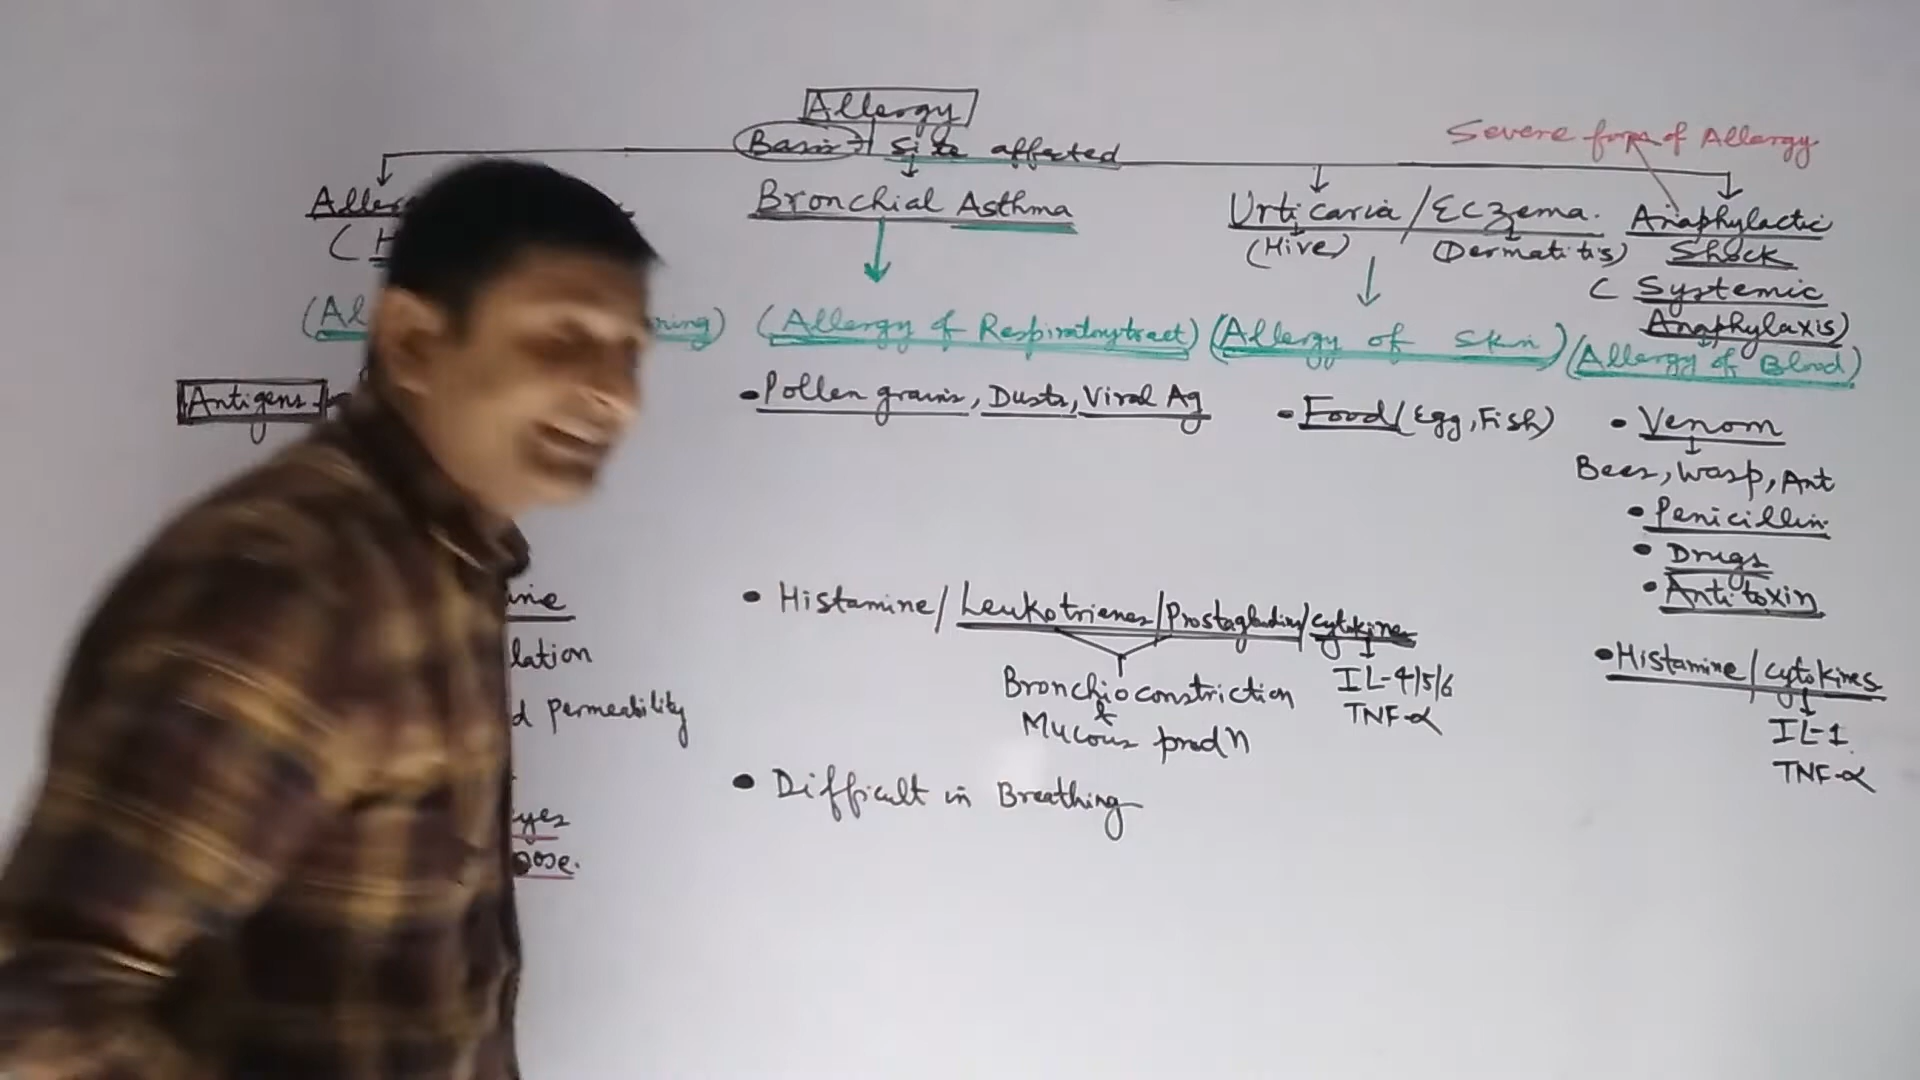 Allergy
Basis → Site affected
Severe form of Allergy
Bronchial Asthma
Urticaria / Eczema.
Anaphylactic
(Hive)
(Dermatitis)
Shock
( Systemic
Anaphylaxis)
(Allergy of Respiratory tract)
(Allergy of Skin)
(Allergy of Blood)
Antigens
• Pollen grains, Dusts, Viral Ag
• Food (Egg, Fish)
• Venom
Bees, Wasp, Ant
• Penicillin.
• Drugs
• Antitoxin
• Histamine / Leukotrienes / Prostaglandins / cytokines
Bronchioconstriction
&
Mucous prodn
IL-4/5/6
TNF-α
• Histamine / cytokines
IL-1.
TNF-α
lation
d permeability
• Difficult in Breathing